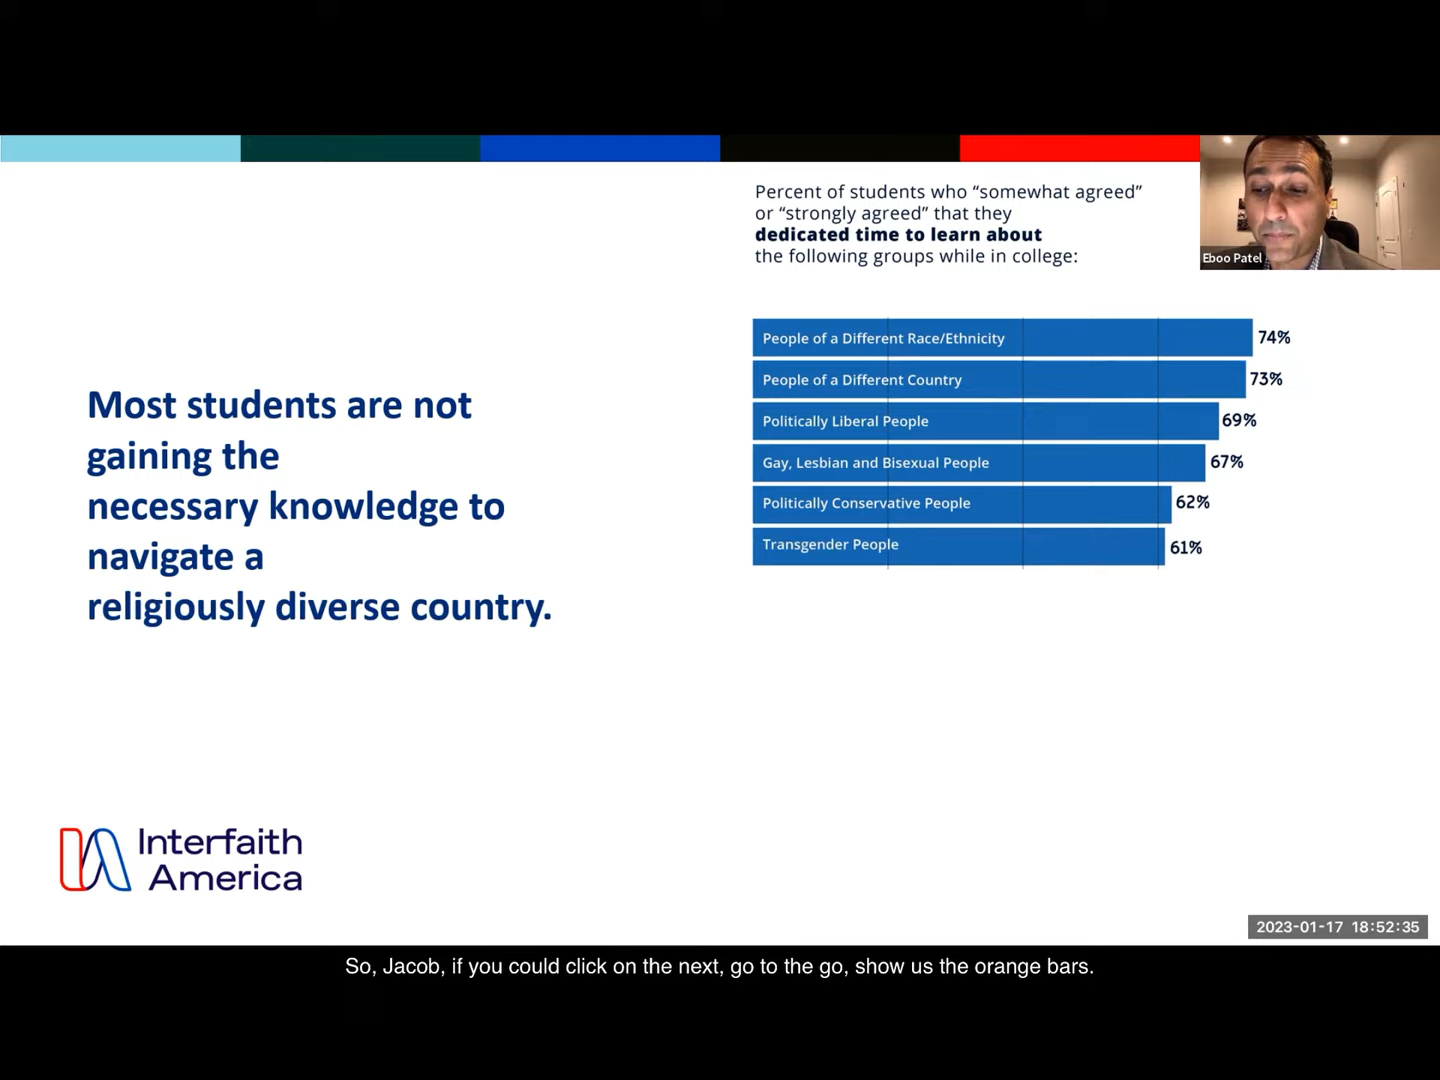 Percent of students who “somewhat agreed”
or “strongly agreed” that they
dedicated time to learn about
the following groups while in college:
Eboo Patel
People of a Different Race/Ethnicity 74%
People of a Different Country 73%
Politically Liberal People 69%
Gay, Lesbian and Bisexual People 67%
Politically Conservative People 62%
Transgender People 61%
Most students are not
gaining the
necessary knowledge to
navigate a
religiously diverse country.
Interfaith
America
2023-01-17 18:52:35
So, Jacob, if you could click on the next, go to the go, show us the orange bars.